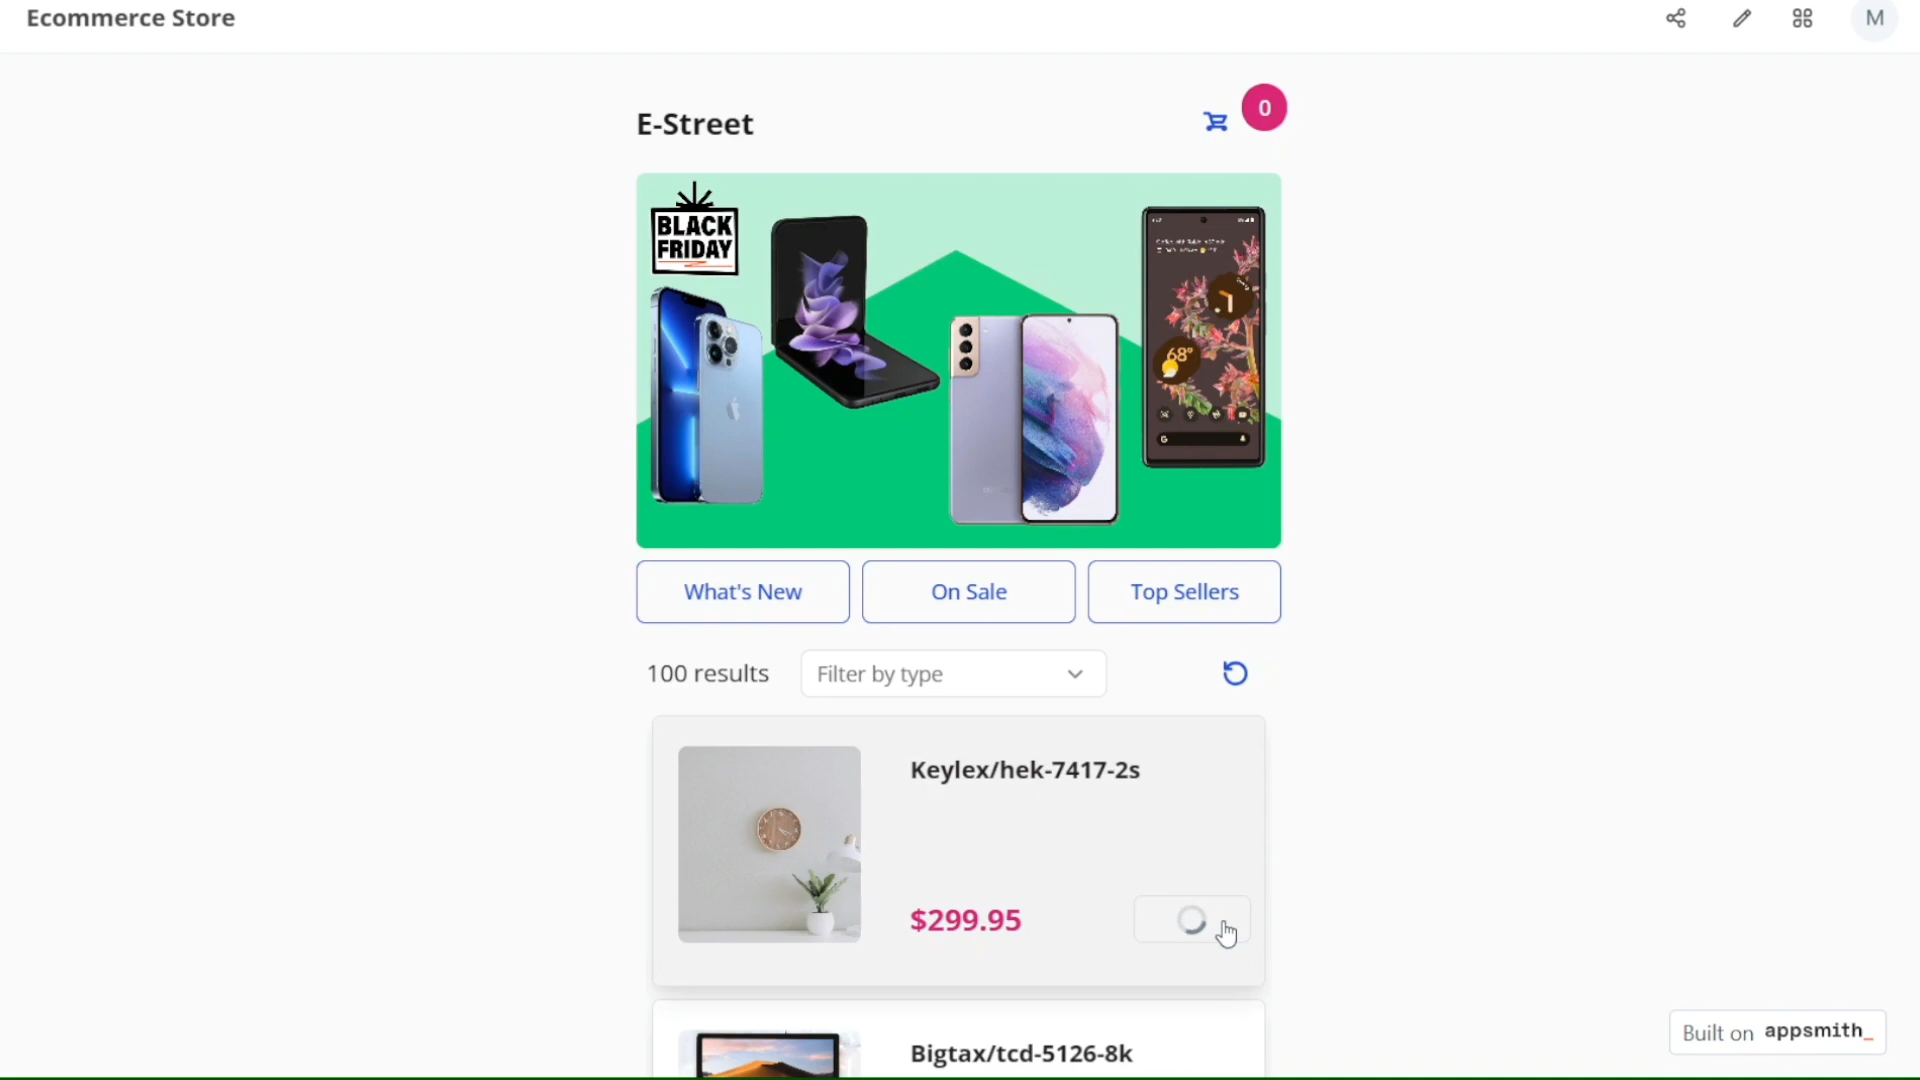 Ecommerce Store
M
E-Street
0
BLACK
FRIDAY
68°
What's New
On Sale
Top Sellers
100 results
Filter by type
Keylex/hek-7417-2s
$299.95
Bigtax/tcd-5126-8k
Built on appsmith_